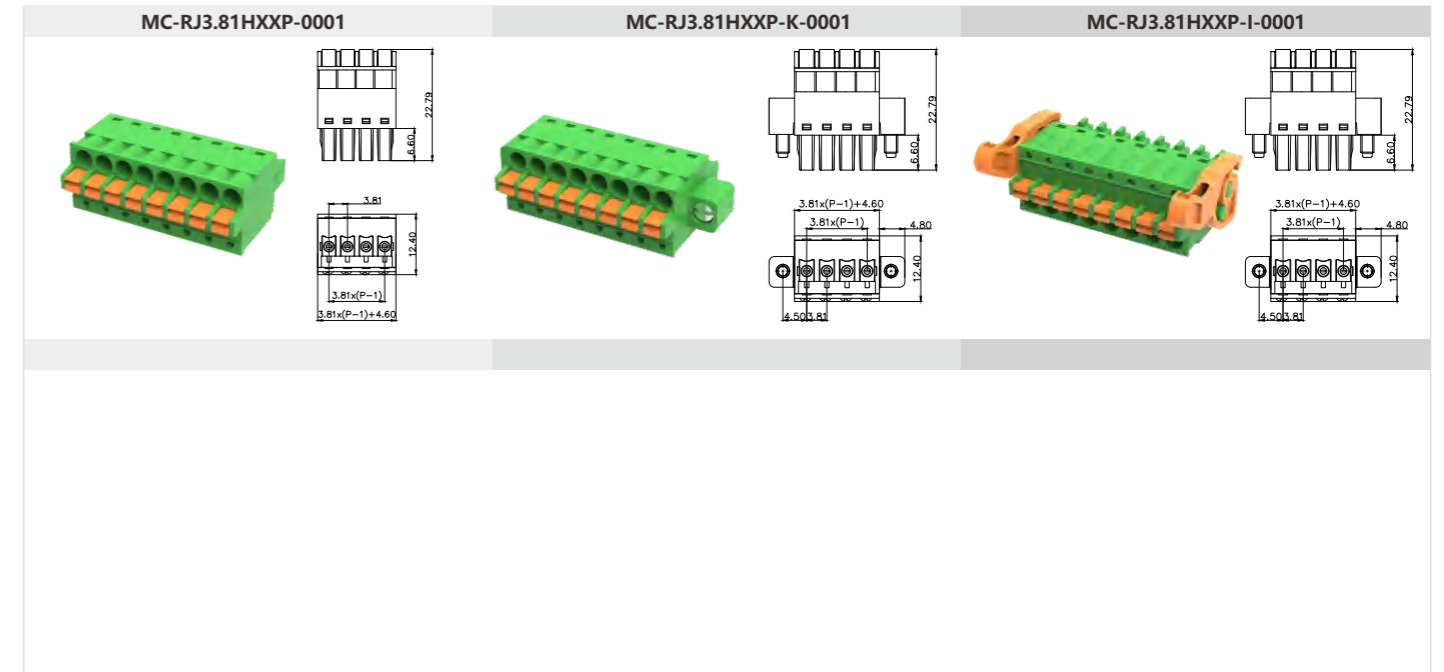 MC-RJ3.81HXXP-0001
22.79
6.60
3.81
12.40
3.81x(P-1)
3.81x(P-1)+4.60
MC-RJ3.81HXXP-K-0001
22.79
6.60
3.81x(P-1)+4.60
3.81x(P-1)
4.80
12.40
4.50
3.81
MC-RJ3.81HXXP-I-0001
22.79
6.60
3.81x(P-1)+4.60
3.81x(P-1)
4.80
12.40
4.50
3.81